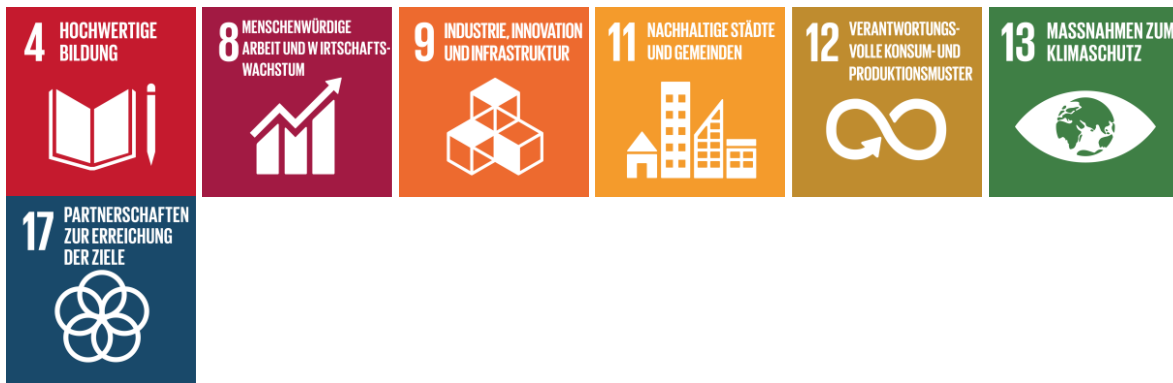 4 HOCHWERTIGE
BILDUNG
8 MENSCHENWÜRDIGE
ARBEIT UND WIRTSCHAFTS-
WACHSTUM
9 INDUSTRIE, INNOVATION
UND INFRASTRUKTUR
11 NACHHALTIGE STÄDTE
UND GEMEINDEN
12 VERANTWORTUNGS-
VOLLE KONSUM- UND
PRODUKTIONSMUSTER
13 MASSNAHMEN ZUM
KLIMASCHUTZ
17 PARTNERSCHAFTEN
ZUR ERREICHUNG
DER ZIELE